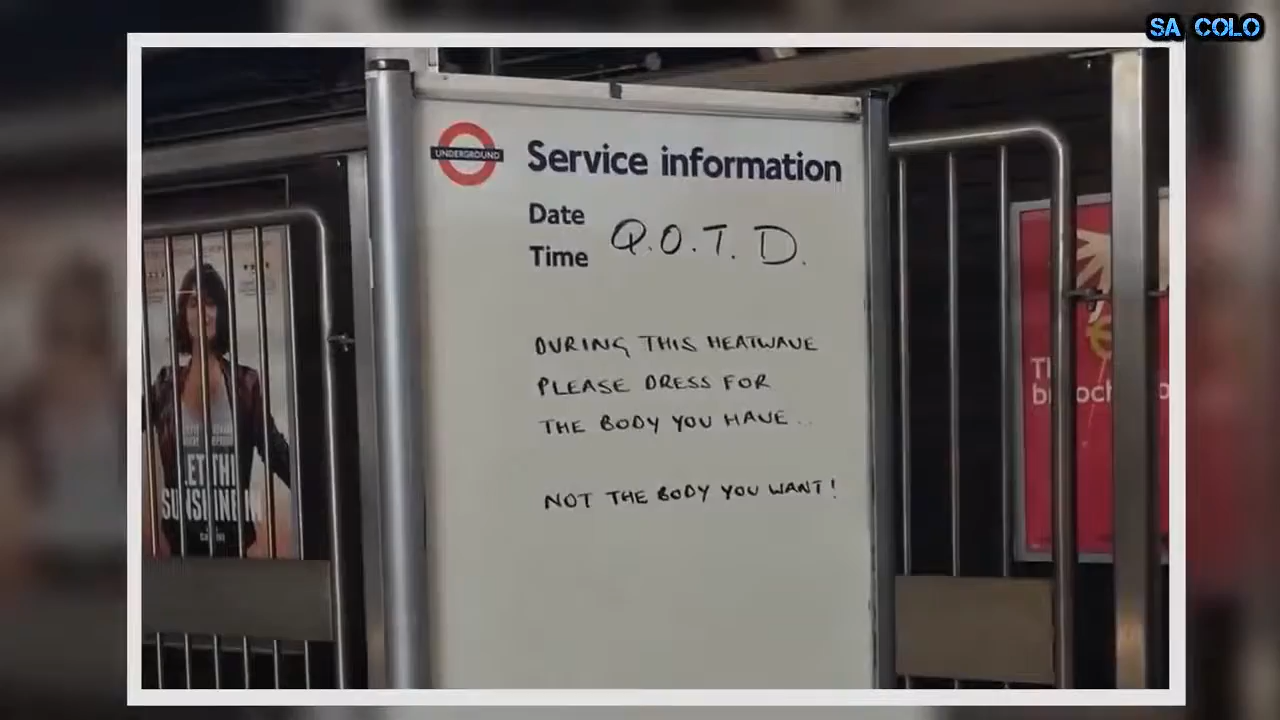 SA COLO
UNDERGROUND
Service information
Date
Time
Q.O.T.D.
DURING THIS HEATWAVE
PLEASE DRESS FOR
THE BODY YOU HAVE..
NOT THE BODY YOU WANT!
LET THE
SUNSHINE IN